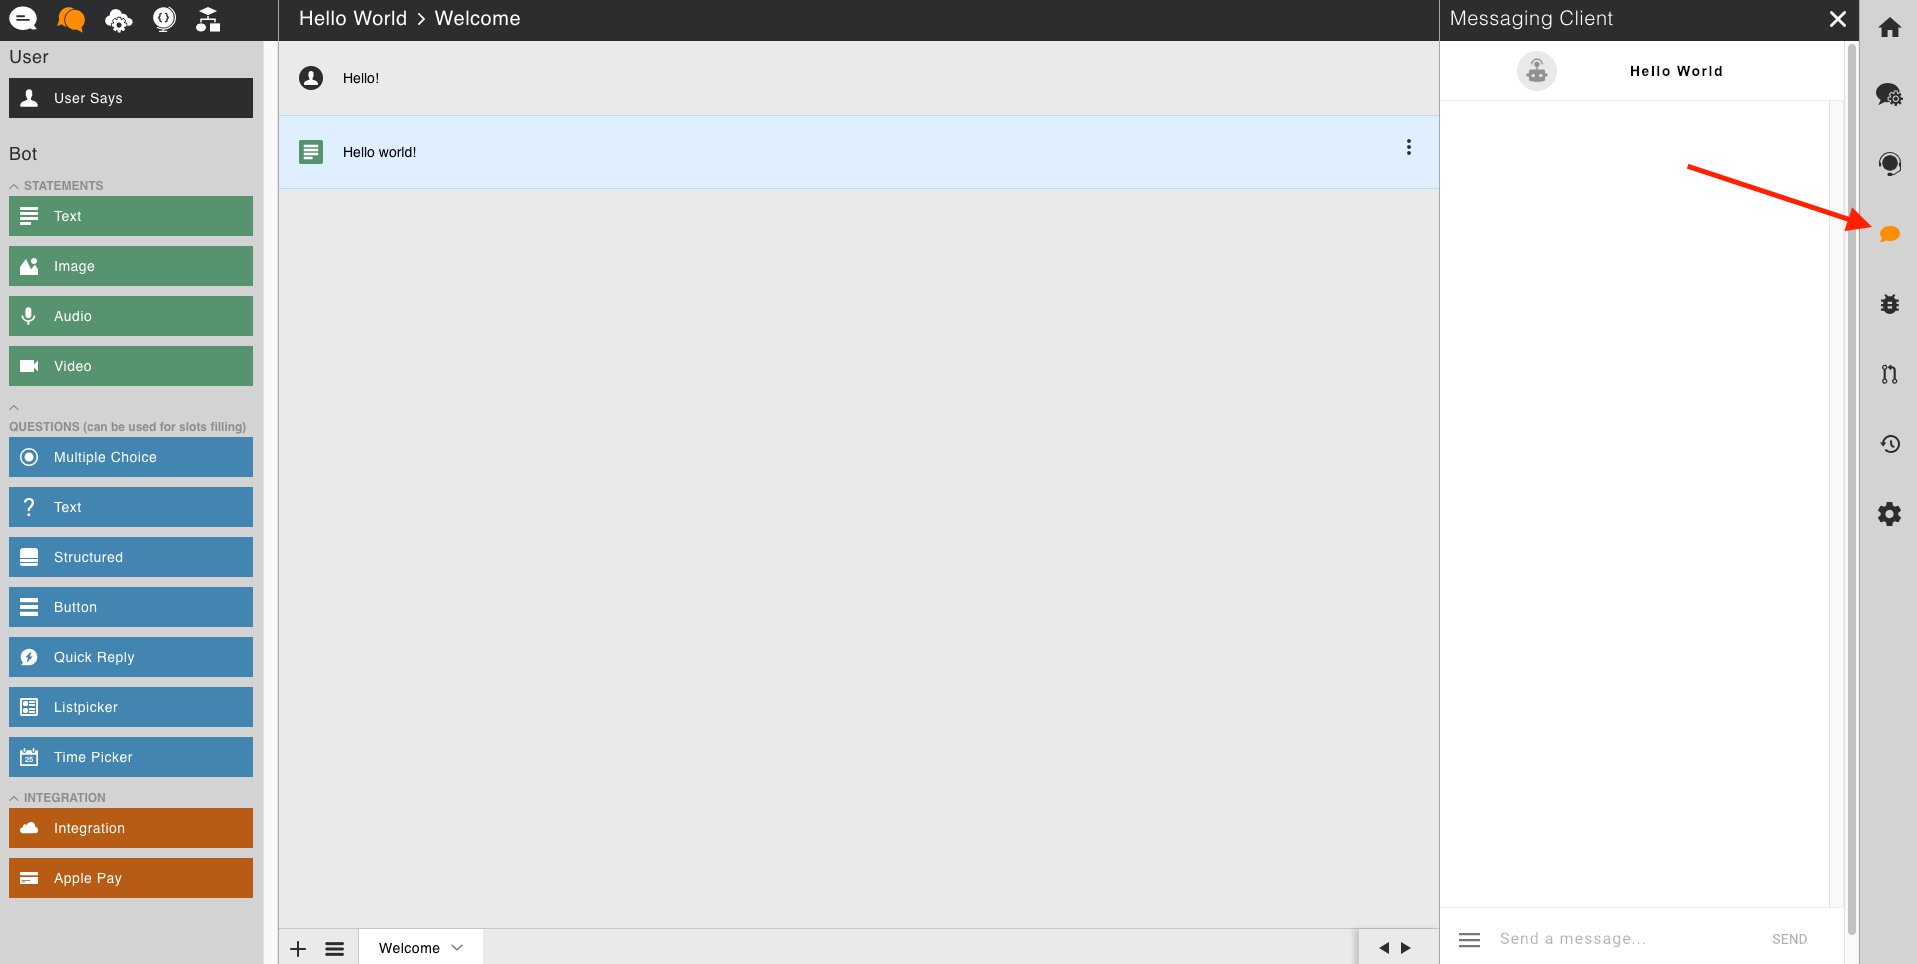 Hello World > Welcome
Messaging Client
User
User Says
Bot
STATEMENTS
Text
Image
Audio
Video
QUESTIONS (can be used for slots filling)
Multiple Choice
Text
Structured
Button
Quick Reply
Listpicker
25
Time Picker
INTEGRATION
Integration
Apple Pay
Hello!
Hello world!
Welcome
Hello World
Send a message...
SEND